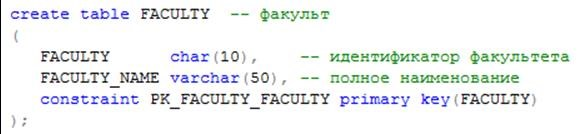 create table FACULTY -- факульт
(
FACULTY char(10), -- идентификатор факультета
FACULTY_NAME varchar(50), -- полное наименование
constraint PK_FACULTY_FACULTY primary key(FACULTY)
);